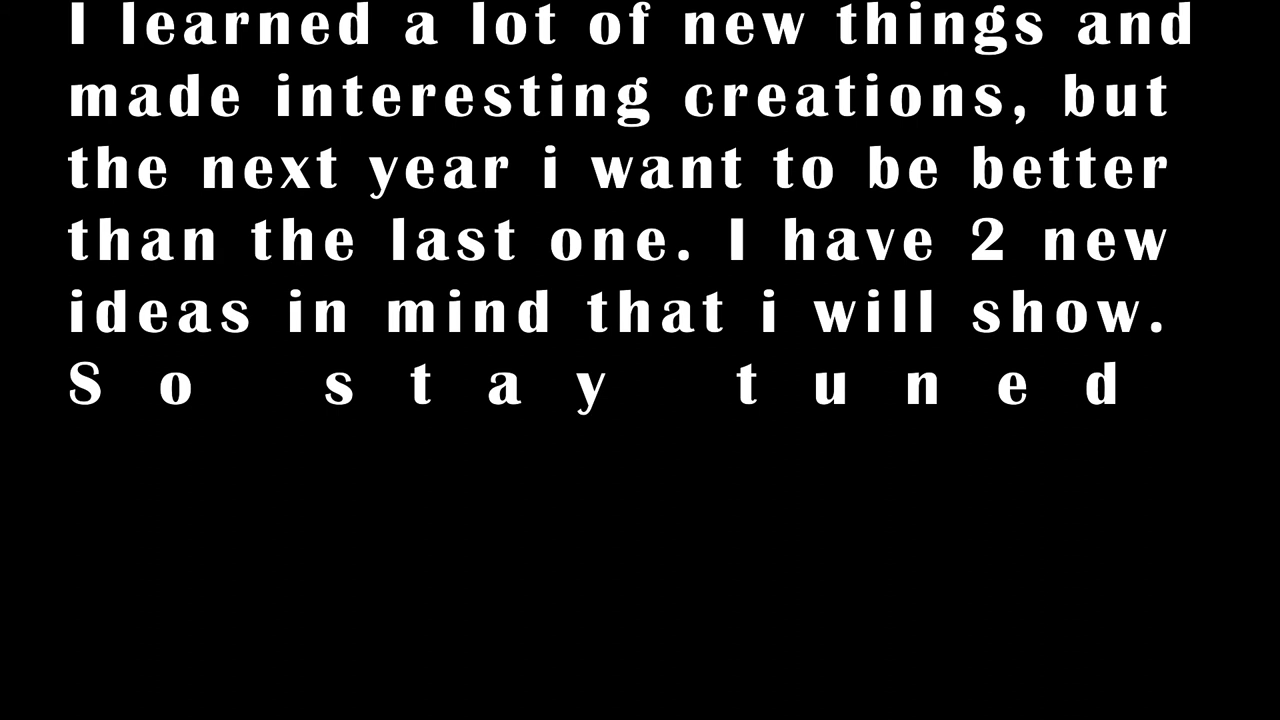 I learned a lot of new things and
made interesting creations, but
the next year i want to be better
than the last one. I have 2 new
ideas in mind that i will show.
So stay tuned